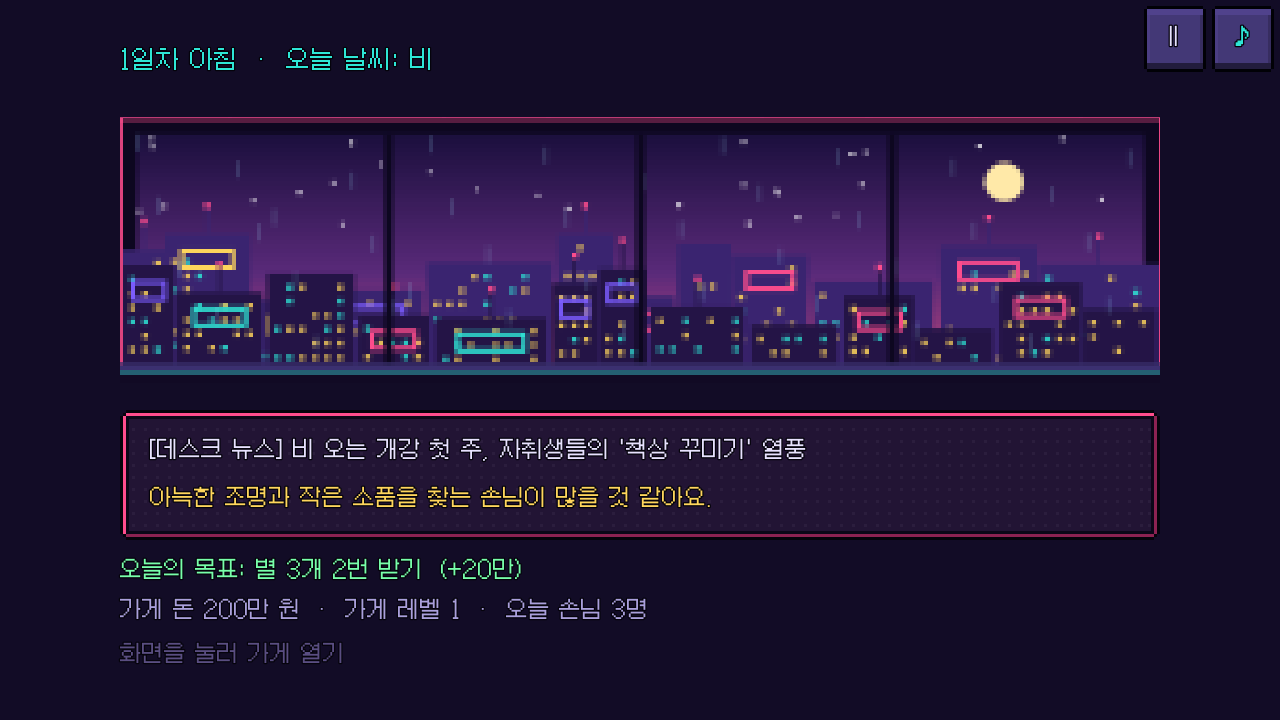 1일차 아침 · 오늘 날씨: 비
[데스크 뉴스] 비 오는 개강 첫 주, 자취생들의 '책상 꾸미기' 열풍
아늑한 조명과 작은 소품을 찾는 손님이 많을 것 같아요.
오늘의 목표: 별 3개 2번 받기 (+20만)
가게 돈 200만 원 · 가게 레벨 1 · 오늘 손님 3명
화면을 눌러 가게 열기